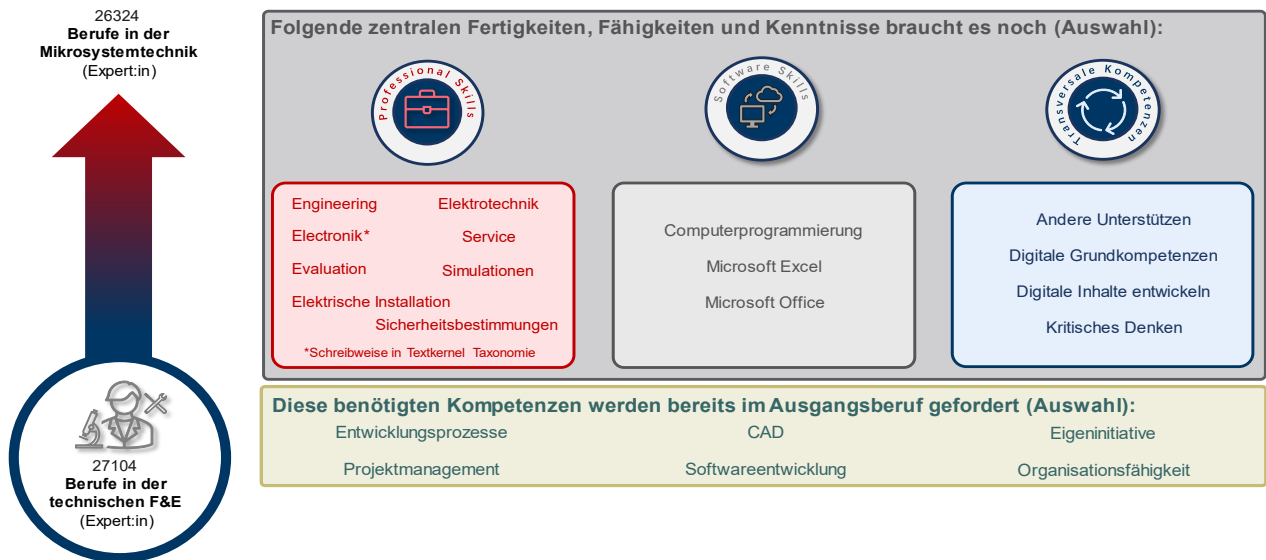 26324
Berufe in der
Mikrosystemtechnik
(Expert:in)
Folgende zentralen Fertigkeiten, Fähigkeiten und Kenntnisse braucht es noch (Auswahl):
Professional Skills
Software Skills
Transversale Kompetenzen
Engineering
Elektrotechnik
Electronik*
Service
Evaluation
Simulationen
Elektrische Installation
Sicherheitsbestimmungen
*Schreibweise in Textkernel Taxonomie
Computerprogrammierung
Microsoft Excel
Microsoft Office
Andere Unterstützen
Digitale Grundkompetenzen
Digitale Inhalte entwickeln
Kritisches Denken
27104
Berufe in der
technischen F&E
(Expert:in)
Diese benötigten Kompetenzen werden bereits im Ausgangsberuf gefordert (Auswahl):
Entwicklungsprozesse
CAD
Eigeninitiative
Projektmanagement
Softwareentwicklung
Organisationsfähigkeit